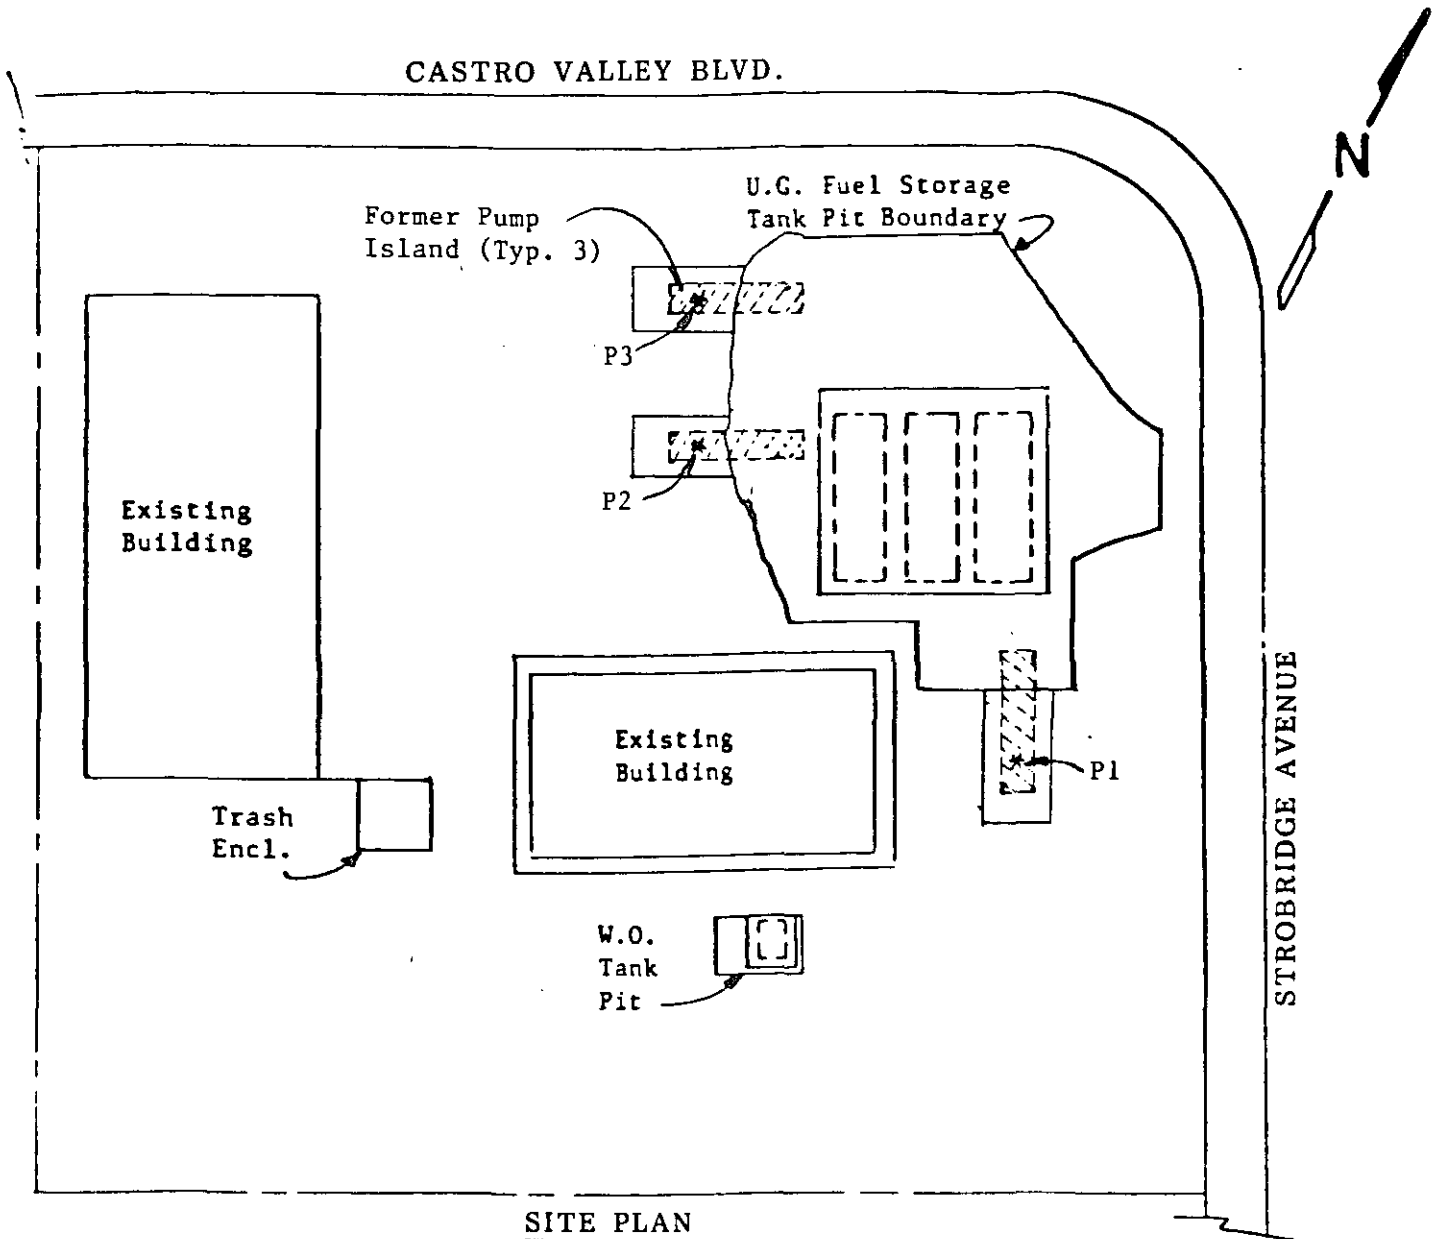 CASTRO VALLEY BLVD.
N
U.G. Fuel Storage
Tank Pit Boundary
Former Pump
Island (Typ. 3)
P3
P2
Existing
Building
Existing
Building
P1
Trash
Encl.
W.O.
Tank
Pit
STROBRIDGE AVENUE
SITE PLAN